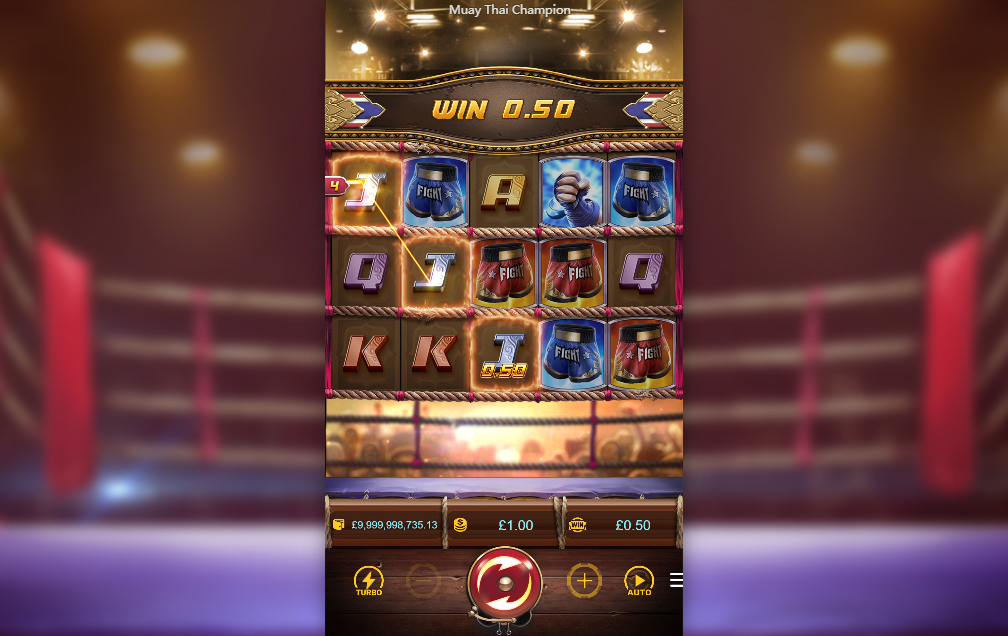 Muay Thai Champion
WIN 0.50
4
J
FIGHT
A
FIGHT
Q
J
FIGHT
FIGHT
Q
K
K
J
0.50
FIGHT
FIGHT
£9,999,998,735.13
£1.00
WIN
£0.50
TURBO
AUTO